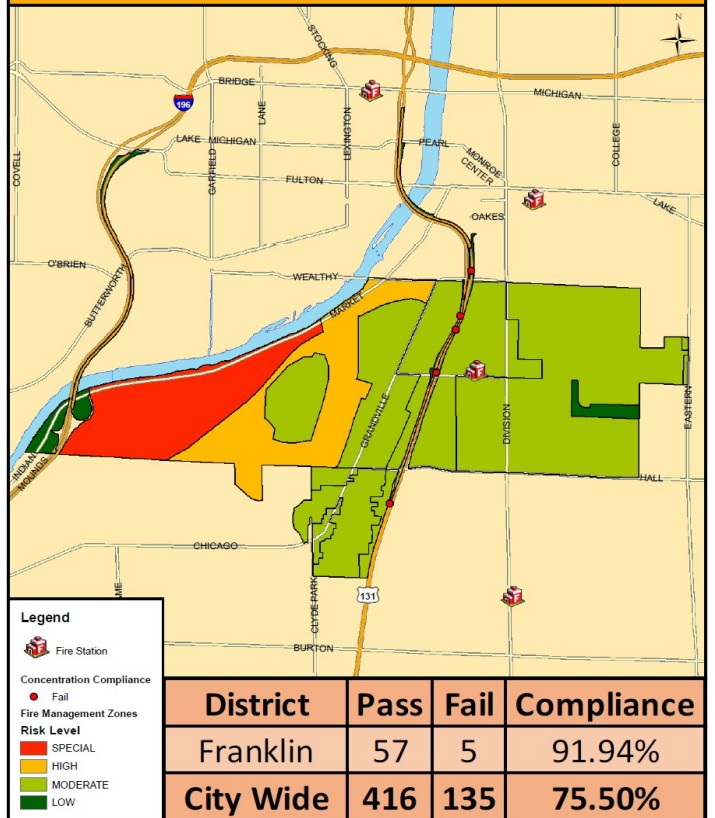 N
STOCKING
BRIDGE
MICHIGAN
196
COVELL
LANE
LEXINGTON
COLLEGE
LAKE MICHIGAN
PEARL
GARFIELD
MONROE
CENTER
FULTON
LAKE
OAKES
O'BRIEN
WEALTHY
BUTTERWORTH
MARKET
GRANDVILLE
DIVISION
EASTERN
INDIAN
MOUNDS
HALL
CHICAGO
ME
CLYDE PARK
131
BURTON
Legend
F Fire Station
Concentration Compliance
Fail
Fire Management Zones
Risk Level
SPECIAL
HIGH
MODERATE
LOW
District Pass Fail Compliance
Franklin 57 5 91.94%
City Wide 416 135 75.50%